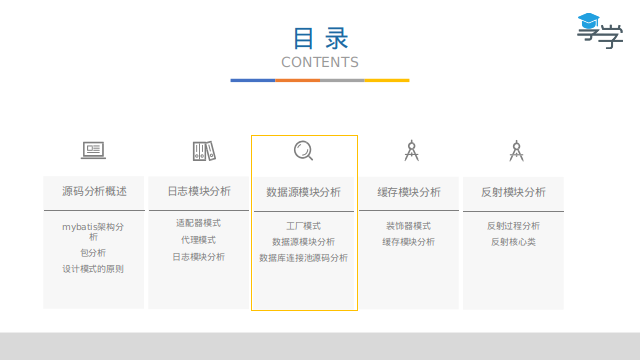 目 录
CONTENTS
学学
源码分析概述
mybatis架构分
析
包分析
设计模式的原则
日志模块分析
适配器模式
代理模式
日志模块分析
数据源模块分析
工厂模式
数据源模块分析
数据库连接池源码分析
缓存模块分析
装饰器模式
缓存模块分析
反射模块分析
反射过程分析
反射核心类